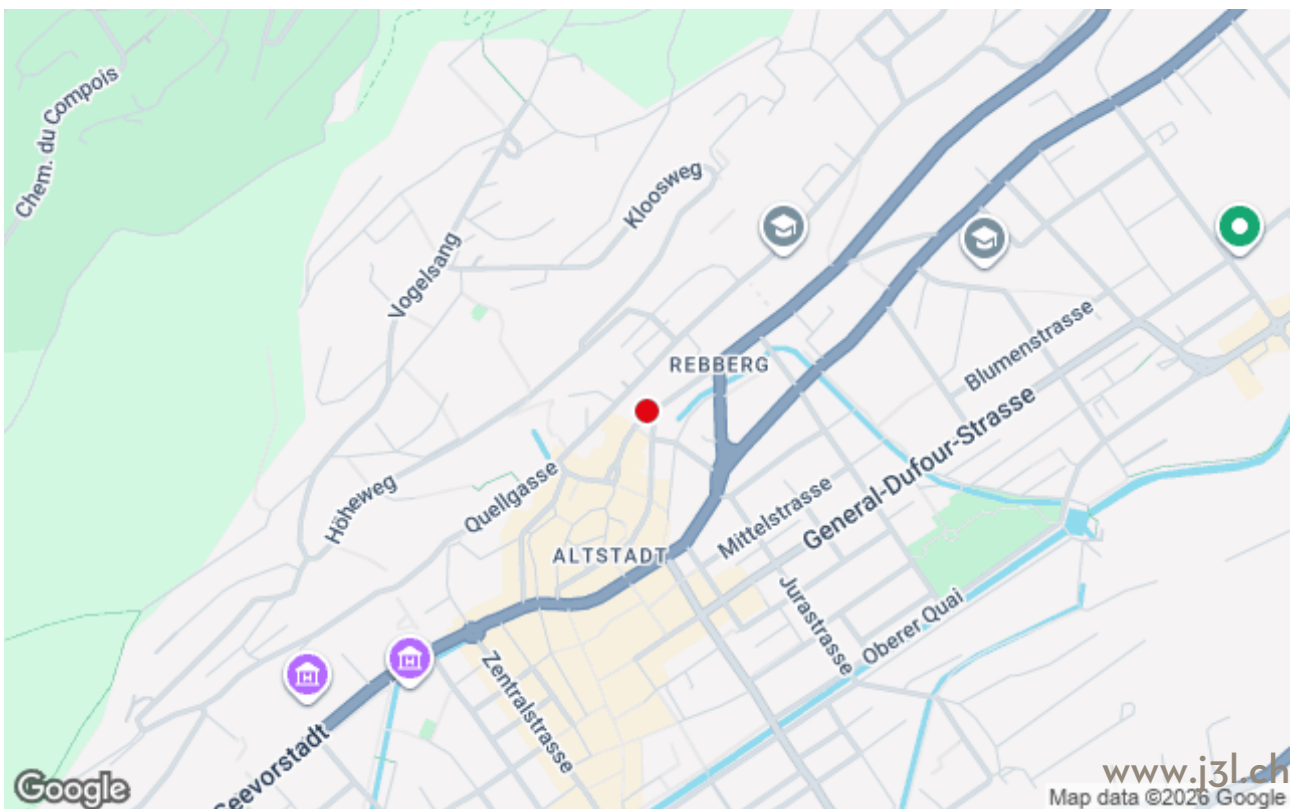 Chem. du Compois
Kloosweg
Vogelsang
REBBERG
Blumenstrasse
General-Dufour-Strasse
Höheweg
Quellgasse
Mittelstrasse
ALTSTADT
Jurastrasse
Oberer Quai
Zentralstrasse
Seevorstadt
www.j3l.ch
Google
Map data ©2026 Google